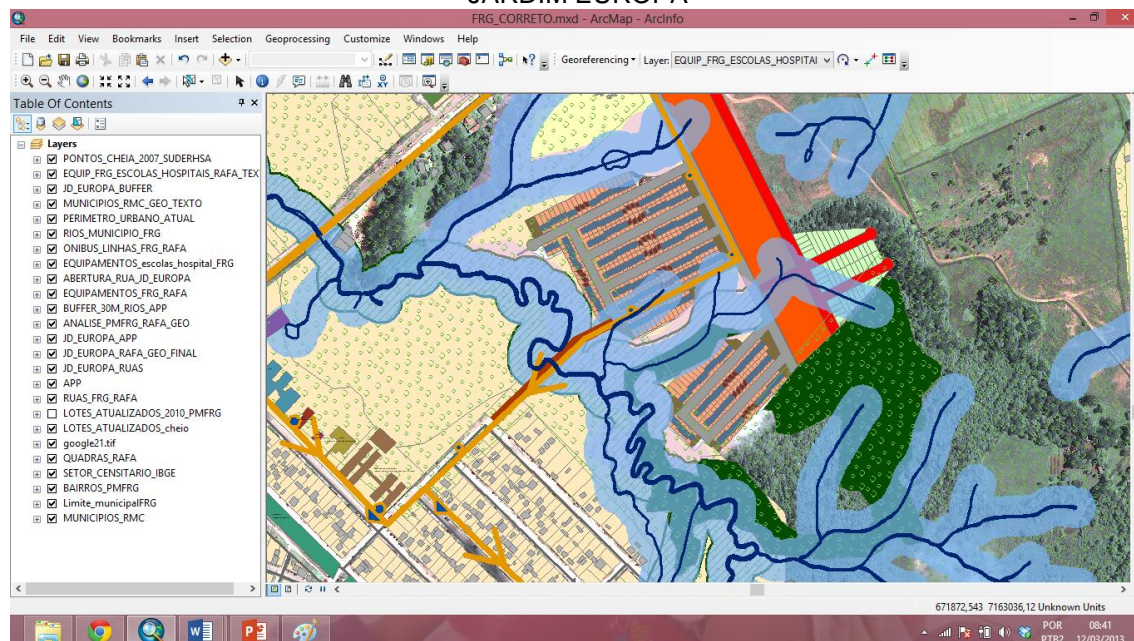 JARDIM EUROPA
FRG_CORRETO.mxd - ArcMap - ArcInfo
File Edit View Bookmarks Insert Selection Geoprocessing Customize Windows Help
Georeferencing Layer: EQUIP_FRG_ESCOLAS_HOSPITAI
Table Of Contents
Layers
PONTOS_CHEIA_2007_SUDERHSA
EQUIP_FRG_ESCOLAS_HOSPITAIS_RAFA_TEX
JD_EUROPA_BUFFER
MUNICIPIOS_RMC_GEO_TEXTO
PERIMETRO_URBANO_ATUAL
RIOS_MUNICIPIO_FRG
ONIBUS_LINHAS_FRG_RAFA
EQUIPAMENTOS_escolas_hospital_FRG
ABERTURA_RUA_JD_EUROPA
EQUIPAMENTOS_FRG_RAFA
BUFFER_30M_RIOS_APP
ANALISE_PMFRG_RAFA_GEO
JD_EUROPA_APP
JD_EUROPA_RAFA_GEO_FINAL
JD_EUROPA_RUAS
APP
RUAS_FRG_RAFA
LOTES_ATUALIZADOS_2010_PMFRG
LOTES_ATUALIZADOS_cheio
google21.tif
QUADRAS_RAFA
SETOR_CENSITARIO_IBGE
BAIRROS_PMFRG
Limite_municipalFRG
MUNICIPIOS_RMC
671872,543 7163036,12 Unknown Units
POR 08:41
PTB2 12/03/2013